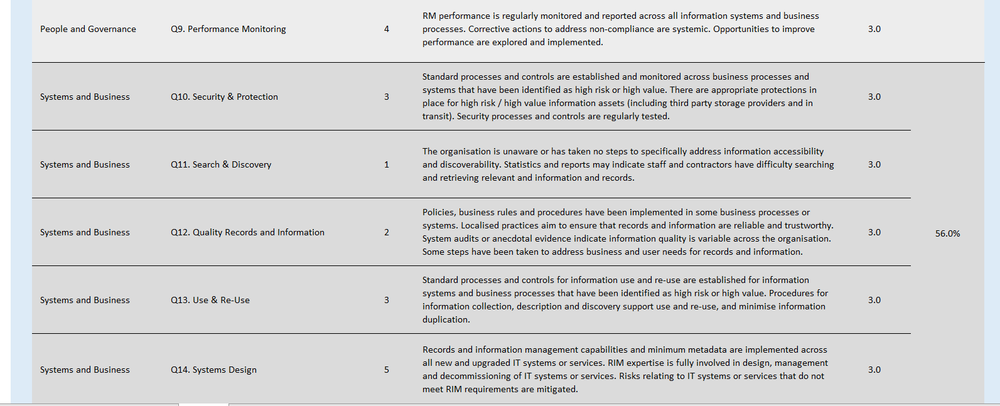 RM performance is regularly monitored and reported across all information systems and business
People and Governance Q9. Performance Monitoring 4 processes. Corrective actions to address non-compliance are systemic. Opportunities to improve 3.0
performance are explored and implemented.
Standard processes and controls are established and monitored across business processes and
systems that have been identified as high risk or high value. There are appropriate protections in
Systems and Business Q10. Security & Protection 3 place for high risk / high value information assets (including third party storage providers and in 3.0
transit). Security processes and controls are regularly tested.
The organisation is unaware or has taken no steps to specifically address information accessibility
Systems and Business Q11. Search & Discovery 1 and discoverability. Statistics and reports may indicate staff and contractors have difficulty searching 3.0
and retrieving relevant and information and records.
Policies, business rules and procedures have been implemented in some business processes or
systems. Localised practices aim to ensure that records and information are reliable and trustworthy.
Systems and Business Q12. Quality Records and Information 2 System audits or anecdotal evidence indicate information quality is variable across the organisation. 3.0 56.0%
Some steps have been taken to address business and user needs for records and information.
Standard processes and controls for information use and re-use are established for information
systems and business processes that have been identified as high risk or high value. Procedures for
Systems and Business Q13. Use & Re-Use 3 information collection, description and discovery support use and re-use, and minimise information 3.0
duplication.
Records and information management capabilities and minimum metadata are implemented across
all new and upgraded IT systems or services. RIM expertise is fully involved in design, management
Systems and Business Q14. Systems Design 5 and decommissioning of IT systems or services. Risks relating to IT systems or services that do not 3.0
meet RIM requirements are mitigated.